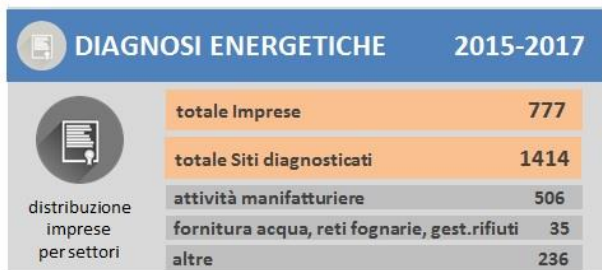 DIAGNOSI ENERGETICHE 2015-2017
totale Imprese 777
totale Siti diagnosticati 1414
distribuzione
imprese
per settori
attività manifatturiere 506
fornitura acqua, reti fognarie, gest.rifiuti 35
altre 236